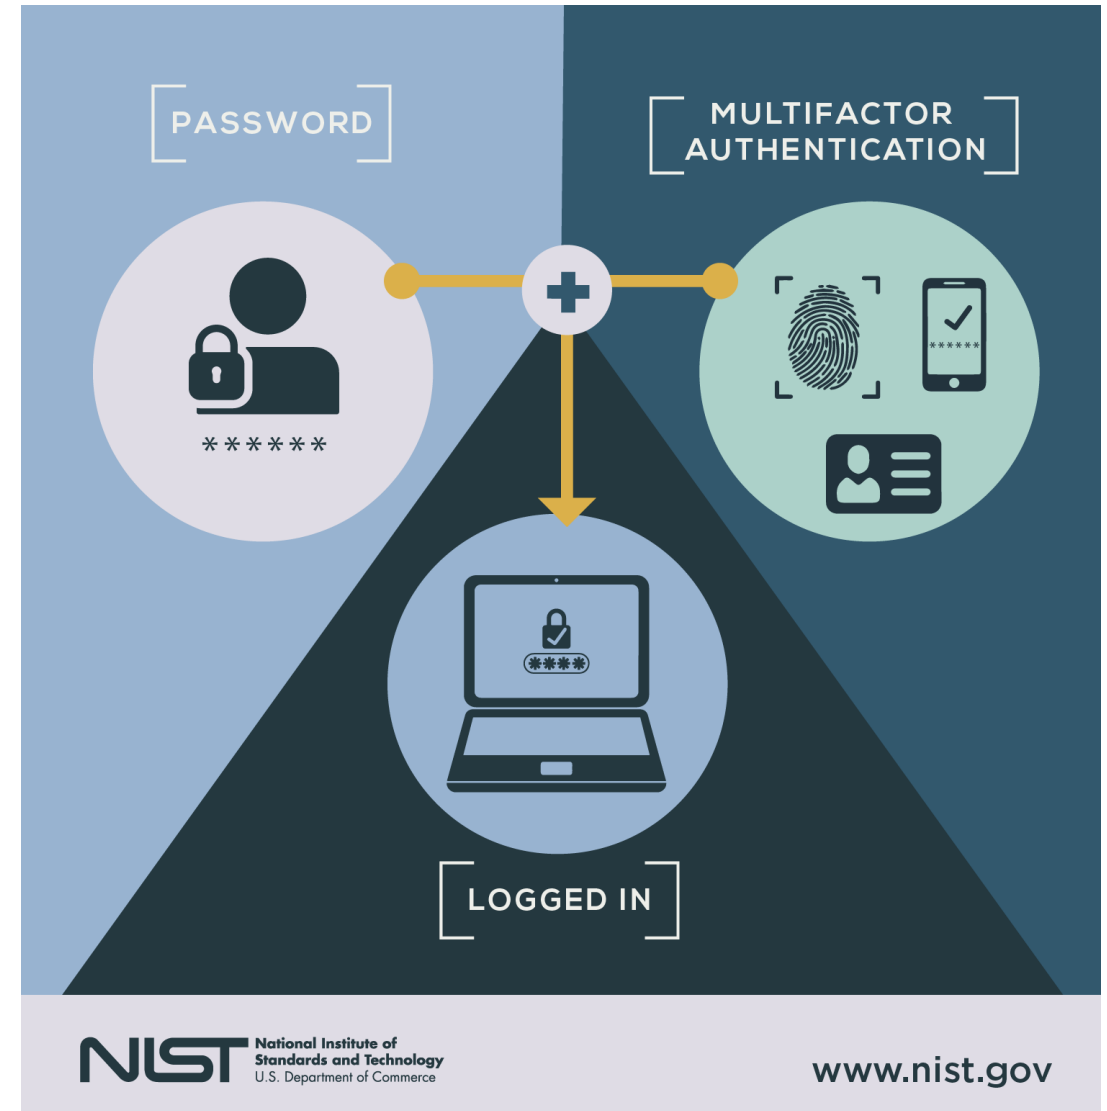 PASSWORD
MULTIFACTOR
AUTHENTICATION
******
******
****
LOGGED IN
NIST
National Institute of
Standards and Technology
U.S. Department of Commerce
www.nist.gov